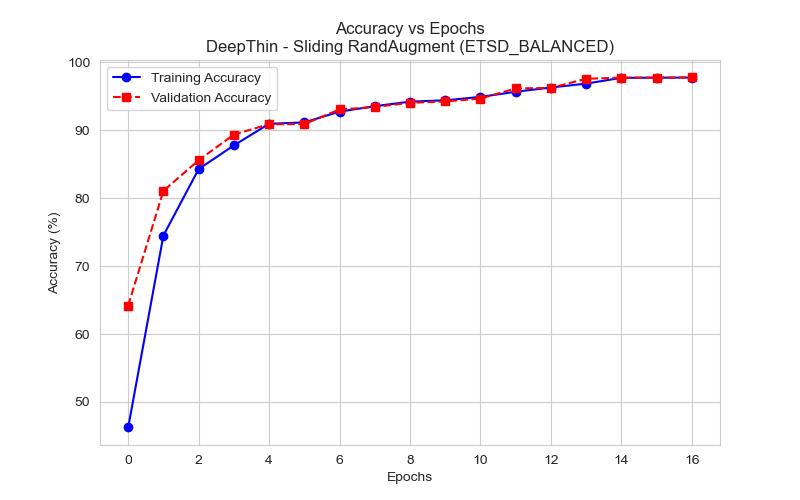 Accuracy vs Epochs
DeepThin - Sliding RandAugment (ETSD_BALANCED)
Training Accuracy
Validation Accuracy
100
90
80
70
60
50
Accuracy (%)
0 2 4 6 8 10 12 14 16
Epochs